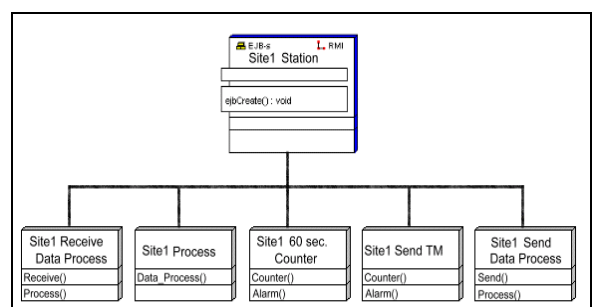 EJB-s RMI
Site1 Station
ejbCreate() : void
Site1 Receive
Data Process
Receive()
Process()
Site1 Process
Data_Process()
Site1 60 sec.
Counter
Counter()
Alarm()
Site1 Send TM
Counter()
Alarm()
Site1 Send
Data Process
Send()
Process()